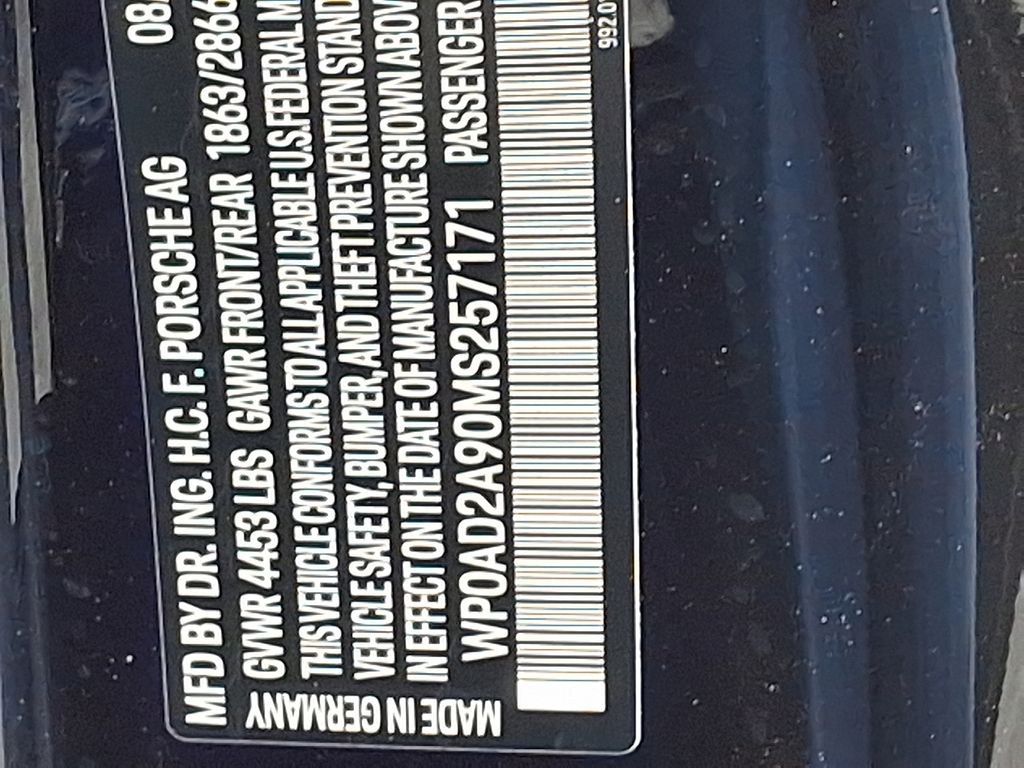 MFD BY DR. ING. H.C. F. PORSCHE AG 08/
GVWR 4453 LBS GAWR FRONT/REAR 1863/2866
THIS VEHICLE CONFORMS TO ALL APPLICABLE U.S. FEDERAL M
VEHICLE SAFETY, BUMPER, AND THEFT PREVENTION STAND
IN EFFECT ON THE DATE OF MANUFACTURE SHOWN ABOV
WP0AD2A90MS257171 PASSENGER
992.0
MADE IN GERMANY